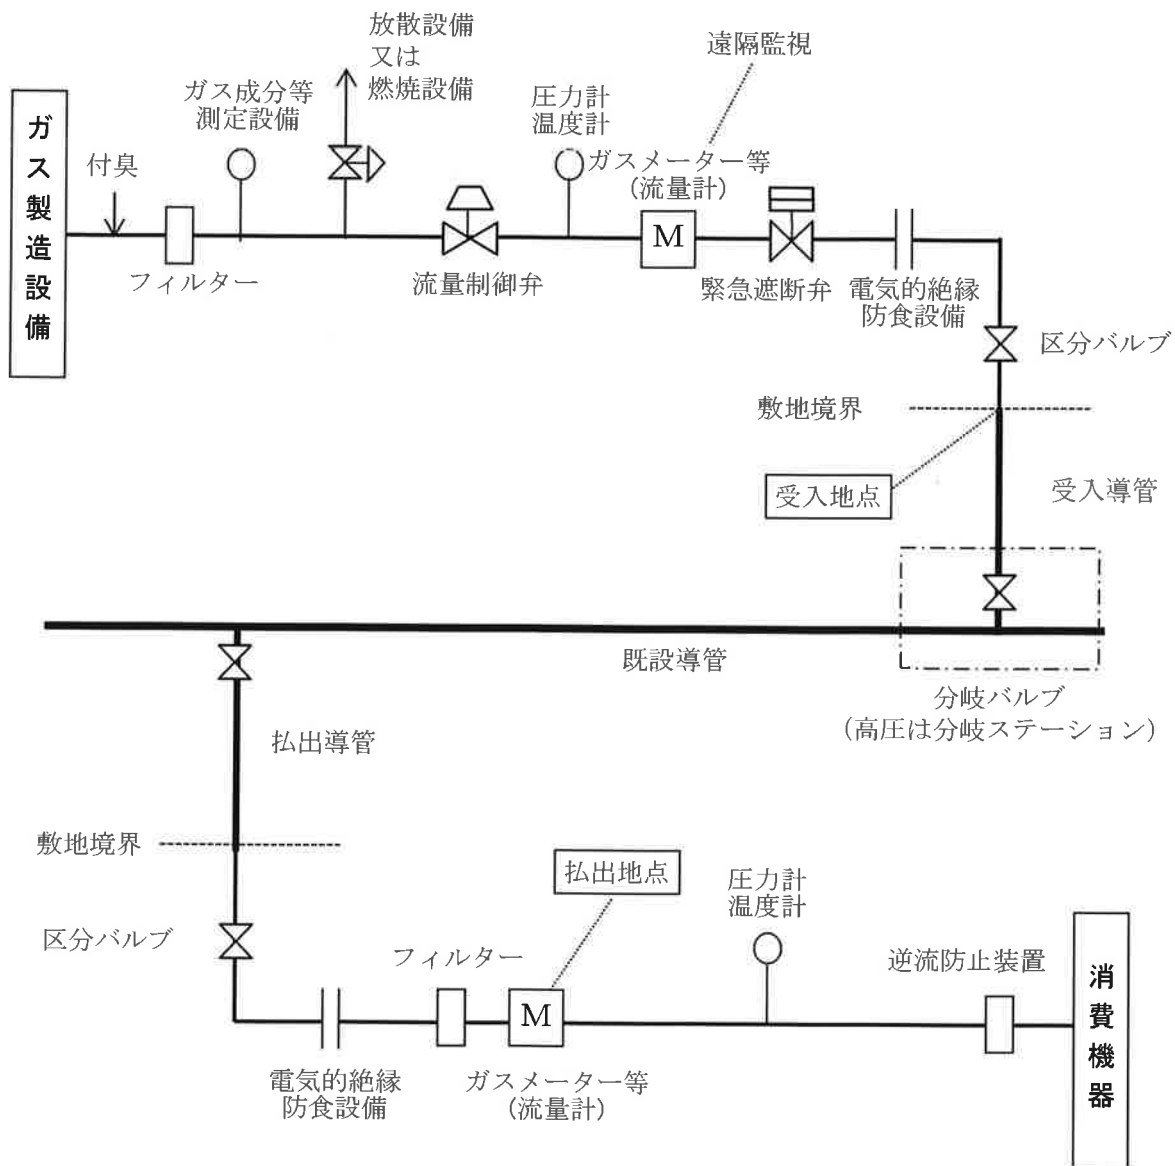 放散設備
又は
燃焼設備
遠隔監視
ガス成分等
測定設備
圧力計
温度計
ガス製造設備
付臭
ガスメーター等
(流量計)
M
フィルター
流量制御弁
緊急遮断弁
電気的絶縁
防食設備
区分バルブ
敷地境界
受入地点
受入導管
既設導管
分岐バルブ
(高圧は分岐ステーション)
払出導管
敷地境界
払出地点
圧力計
温度計
区分バルブ
フィルター
逆流防止装置
消費機器
M
電気的絶縁
防食設備
ガスメーター等
(流量計)